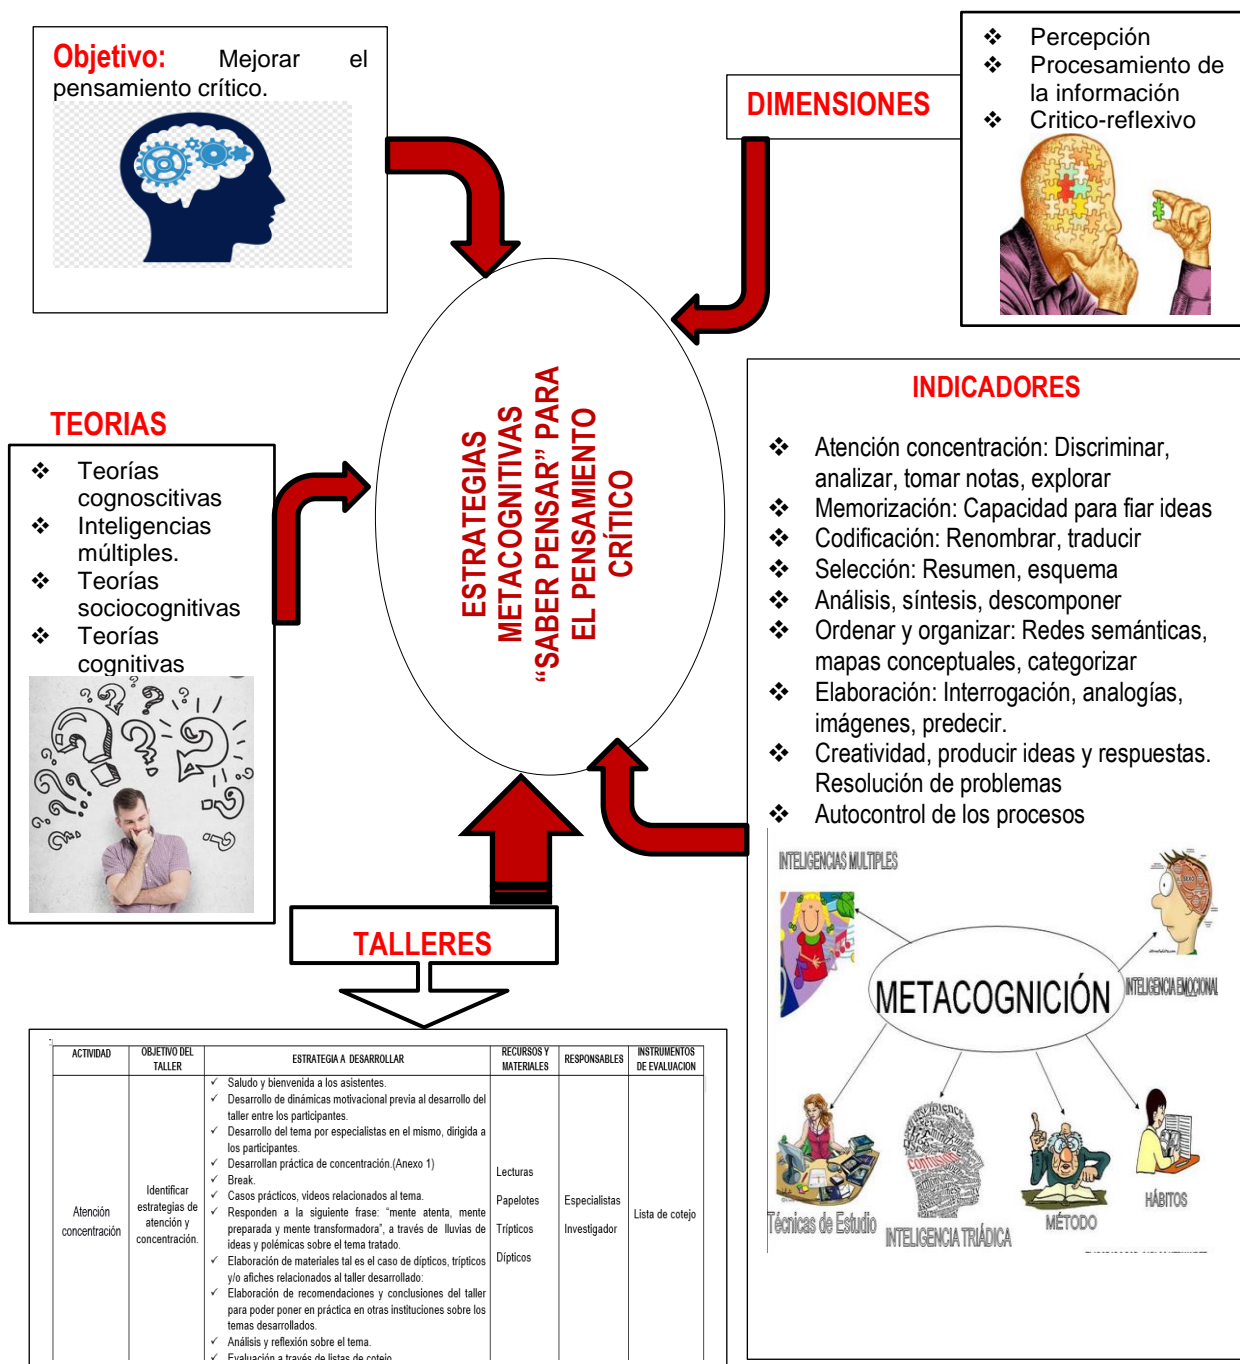 Objetivo: Mejorar el
pensamiento crítico.
DIMENSIONES
❖ Percepción
❖ Procesamiento de
la información
❖ Critico-reflexivo
TEORIAS
❖ Teorías
cognoscitivas
❖ Inteligencias
múltiples.
❖ Teorías
sociocognitivas
❖ Teorías
cognitivas
ESTRATEGIAS
METACOGNITIVAS
“SABER PENSAR” PARA
EL PENSAMIENTO
CRÍTICO
INDICADORES
❖ Atención concentración: Discriminar,
analizar, tomar notas, explorar
❖ Memorización: Capacidad para fiar ideas
❖ Codificación: Renombrar, traducir
❖ Selección: Resumen, esquema
❖ Análisis, síntesis, descomponer
❖ Ordenar y organizar: Redes semánticas,
mapas conceptuales, categorizar
❖ Elaboración: Interrogación, analogías,
imágenes, predecir.
❖ Creatividad, producir ideas y respuestas.
Resolución de problemas
❖ Autocontrol de los procesos
INTELIGENCIAS MULTIPLES
METACOGNICIÓN
INTELIGENCIA EMOCIONAL
Técnicas de Estudio
INTELIGENCIA TRIÁDICA
confusion
MÉTODO
HÁBITOS
TALLERES
ACTIVIDAD
OBJETIVO DEL
TALLER
ESTRATEGIA A DESARROLLAR
RECURSOS Y
MATERIALES
RESPONSABLES
INSTRUMENTOS
DE EVALUACION
Atención
concentración
Identificar
estrategias de
atención y
concentración.
✓ Saludo y bienvenida a los asistentes.
✓ Desarrollo de dinámicas motivacional previa al desarrollo del
taller entre los participantes.
✓ Desarrollo del tema por especialistas en el mismo, dirigida a
los participantes.
✓ Desarrollan práctica de concentración.(Anexo 1)
✓ Break.
✓ Casos prácticos, videos relacionados al tema.
✓ Responden a la siguiente frase: “mente atenta, mente
preparada y mente transformadora”, a través de lluvias de
ideas y polémicas sobre el tema tratado.
✓ Elaboración de materiales tal es el caso de dípticos, trípticos
y/o afiches relacionados al taller desarrollado:
✓ Elaboración de recomendaciones y conclusiones del taller
para poder poner en práctica en otras instituciones sobre los
temas desarrollados.
✓ Análisis y reflexión sobre el tema.
✓ Evaluación a través de listas de cotejo
Lecturas
Papelotes
Trípticos
Dípticos
Especialistas
Investigador
Lista de cotejo